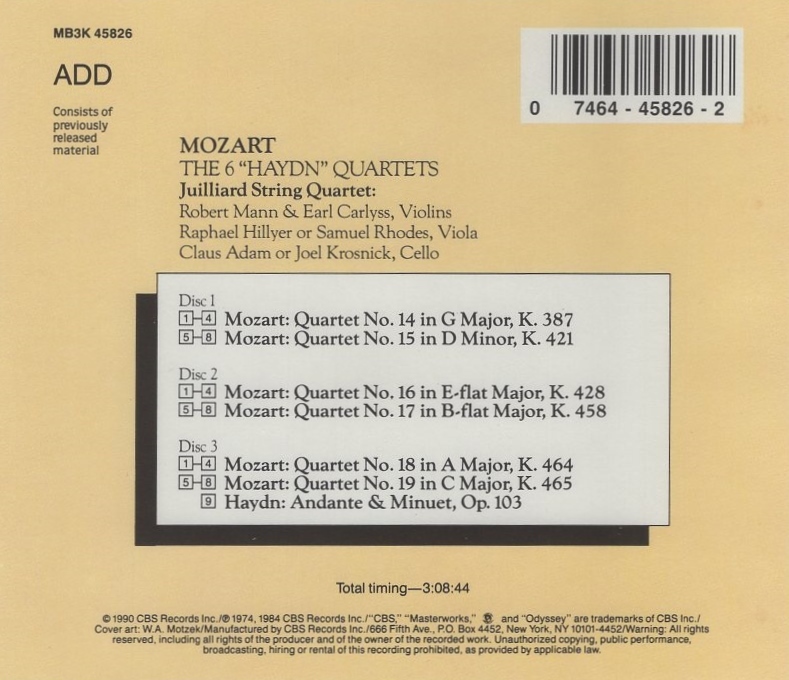 MB3K 45826
ADD
Consists of
previously
released
material
0 7464 - 45826 - 2
MOZART
THE 6 “HAYDN” QUARTETS
Juilliard String Quartet:
Robert Mann & Earl Carlyss, Violins
Raphael Hillyer or Samuel Rhodes, Viola
Claus Adam or Joel Krosnick, Cello
Disc 1
1-4 Mozart: Quartet No. 14 in G Major, K. 387
5-8 Mozart: Quartet No. 15 in D Minor, K. 421
Disc 2
1-4 Mozart: Quartet No. 16 in E-flat Major, K. 428
5-8 Mozart: Quartet No. 17 in B-flat Major, K. 458
Disc 3
1-4 Mozart: Quartet No. 18 in A Major, K. 464
5-8 Mozart: Quartet No. 19 in C Major, K. 465
9 Haydn: Andante & Minuet, Op. 103
Total timing—3:08:44
© 1990 CBS Records Inc./℗ 1974, 1984 CBS Records Inc./“CBS,” “Masterworks,” and “Odyssey” are trademarks of CBS Inc./
Cover art: W.A. Motzek/Manufactured by CBS Records Inc./666 Fifth Ave., P.O. Box 4452, New York, NY 10101-4452/Warning: All rights
reserved, including all rights of the producer and of the owner of the recorded work. Unauthorized copying, public performance,
broadcasting, hiring or rental of this recording prohibited, as provided by applicable law.